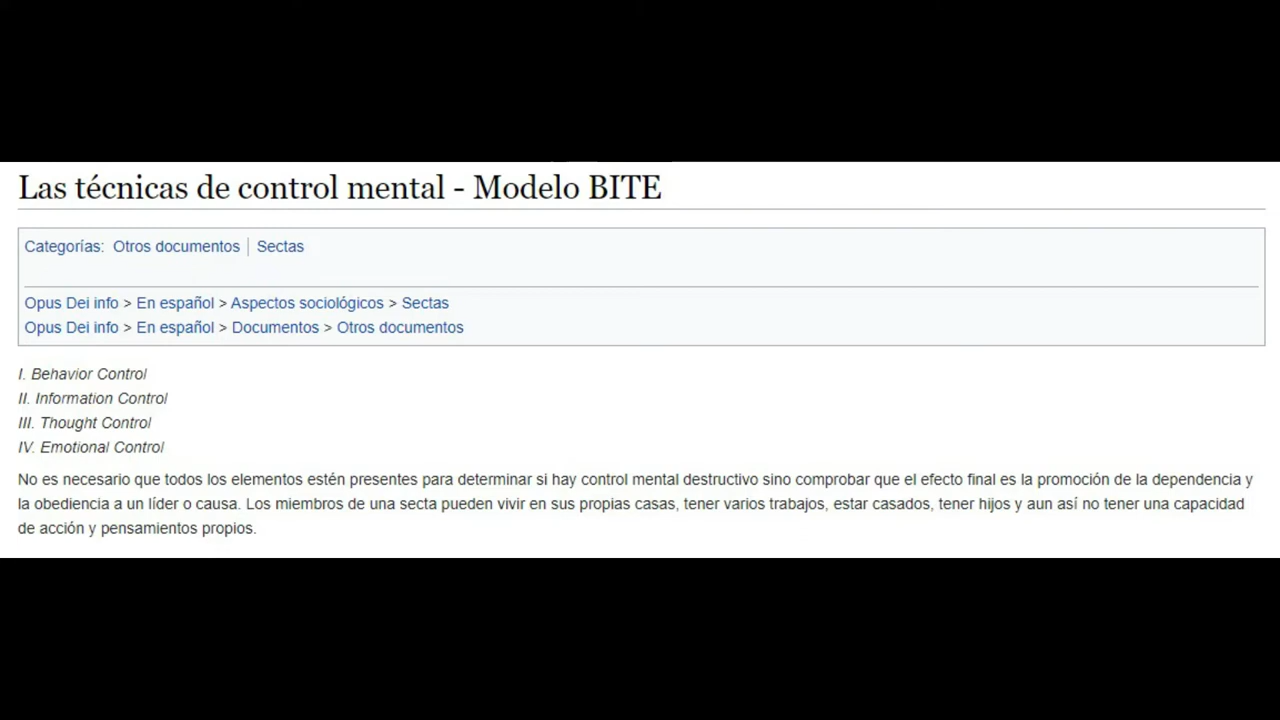 Las técnicas de control mental - Modelo BITE
Categorías: Otros documentos | Sectas
Opus Dei info > En español > Aspectos sociológicos > Sectas
Opus Dei info > En español > Documentos > Otros documentos
I. Behavior Control
II. Information Control
III. Thought Control
IV. Emotional Control
No es necesario que todos los elementos estén presentes para determinar si hay control mental destructivo sino comprobar que el efecto final es la promoción de la dependencia y
la obediencia a un líder o causa. Los miembros de una secta pueden vivir en sus propias casas, tener varios trabajos, estar casados, tener hijos y aun así no tener una capacidad
de acción y pensamientos propios.